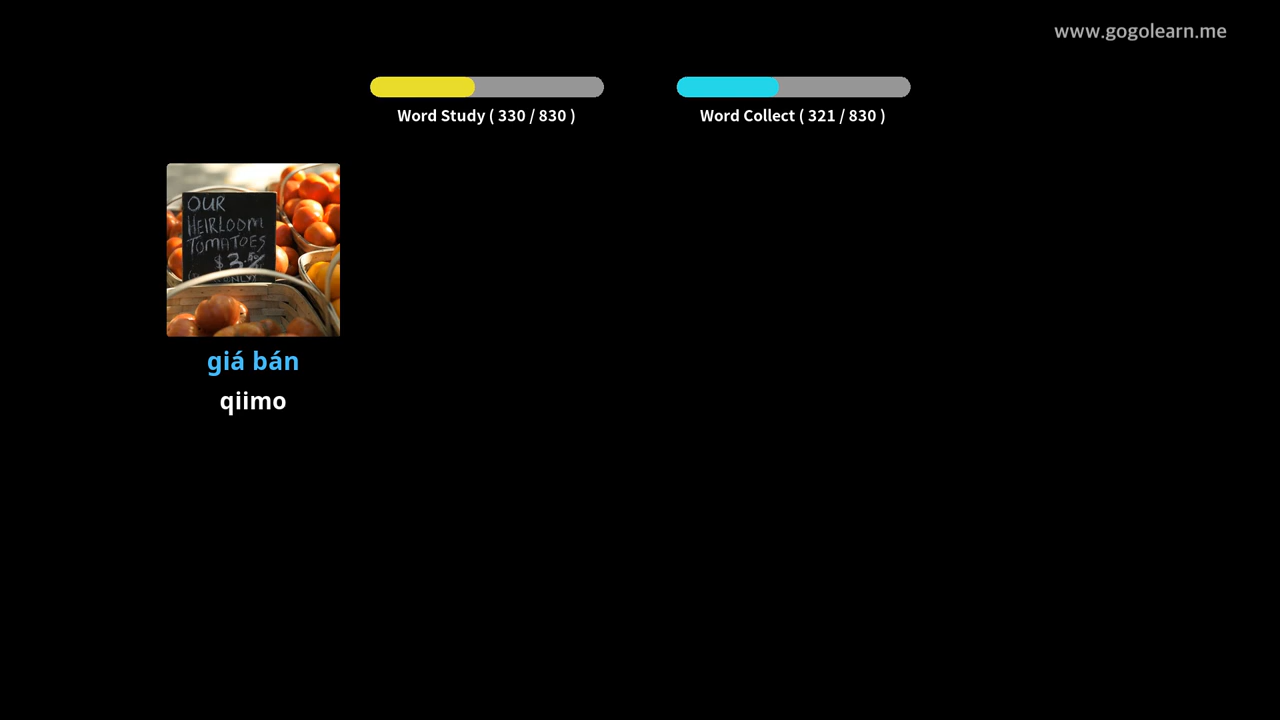 www.gogolearn.me
Word Study ( 330 / 830 )
Word Collect ( 321 / 830 )
OUR
HEIRLOOM
TOMATOES
giá bán
qiimo